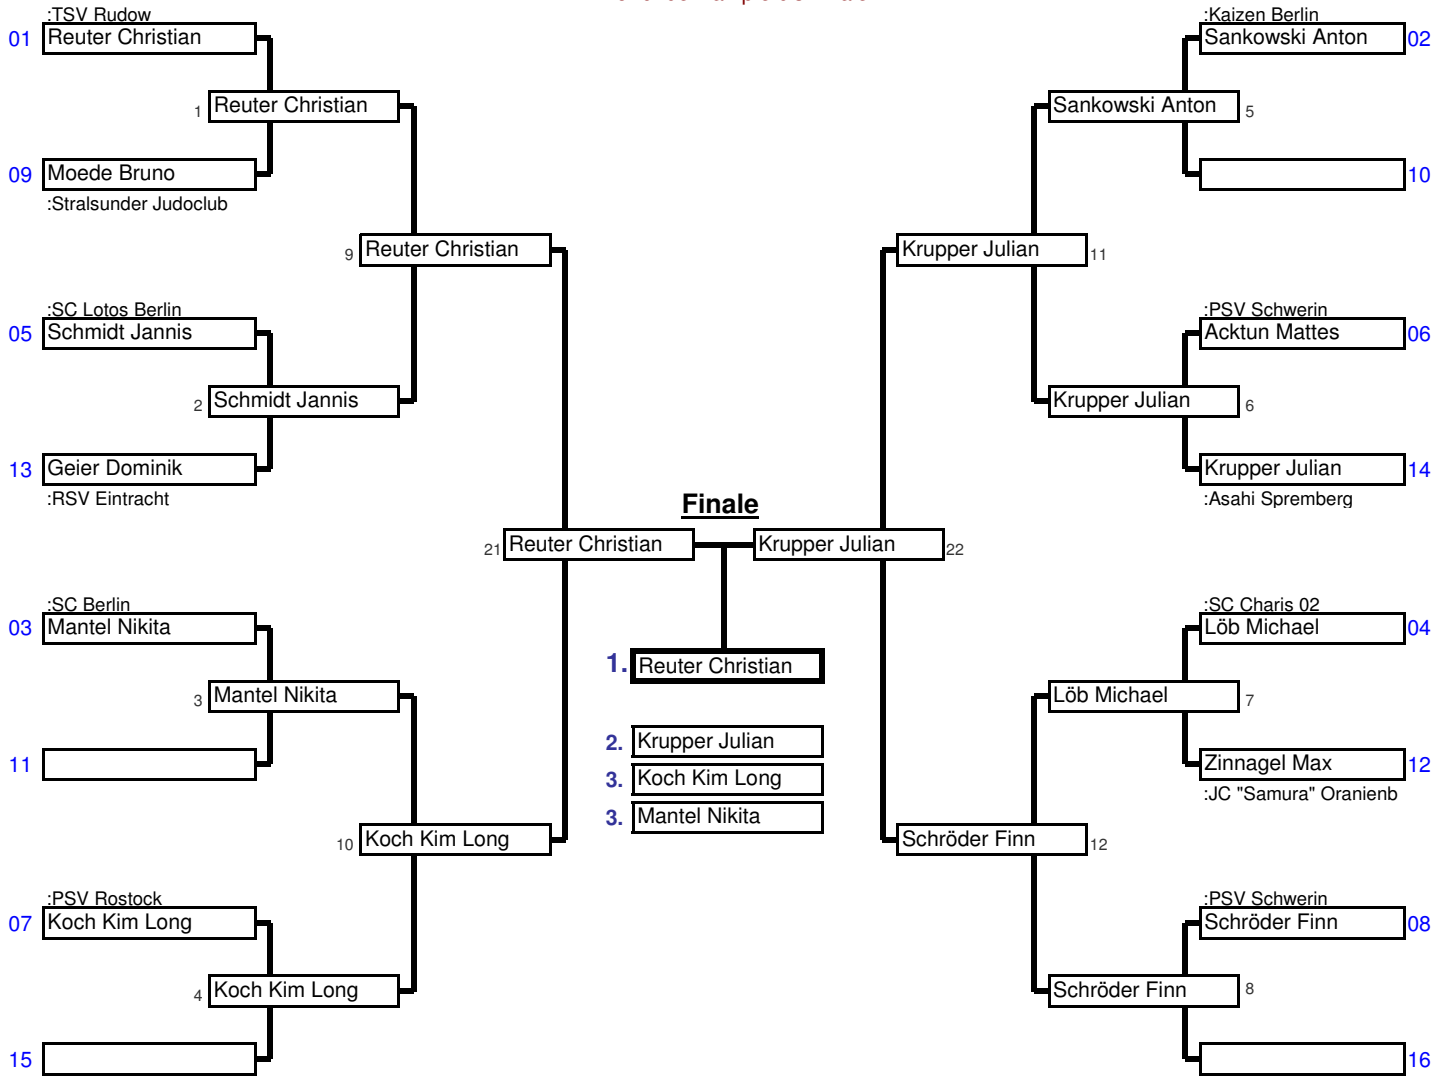 :TSV Rudow
01 Reuter Christian
1 Reuter Christian
09 Moede Bruno
:Stralsunder Judoclub
9 Reuter Christian
:SC Lotos Berlin
05 Schmidt Jannis
2 Schmidt Jannis
13 Geier Dominik
:RSV Eintracht
21 Reuter Christian
:SC Berlin
03 Mantel Nikita
3 Mantel Nikita
11
10 Koch Kim Long
:PSV Rostock
07 Koch Kim Long
4 Koch Kim Long
15
Finale
1. Reuter Christian
2. Krupper Julian
3. Koch Kim Long
3. Mantel Nikita
:Kaizen Berlin
Sankowski Anton 02
Sankowski Anton 5
10
Krupper Julian 11
:PSV Schwerin
Acktun Mattes 06
Krupper Julian 6
Krupper Julian 14
:Asahi Spremberg
Krupper Julian 22
:SC Charis 02
Löb Michael 04
Löb Michael 7
Zinnagel Max 12
:JC "Samura" Oranienb
Schröder Finn 12
:PSV Schwerin
Schröder Finn 08
Schröder Finn 8
16